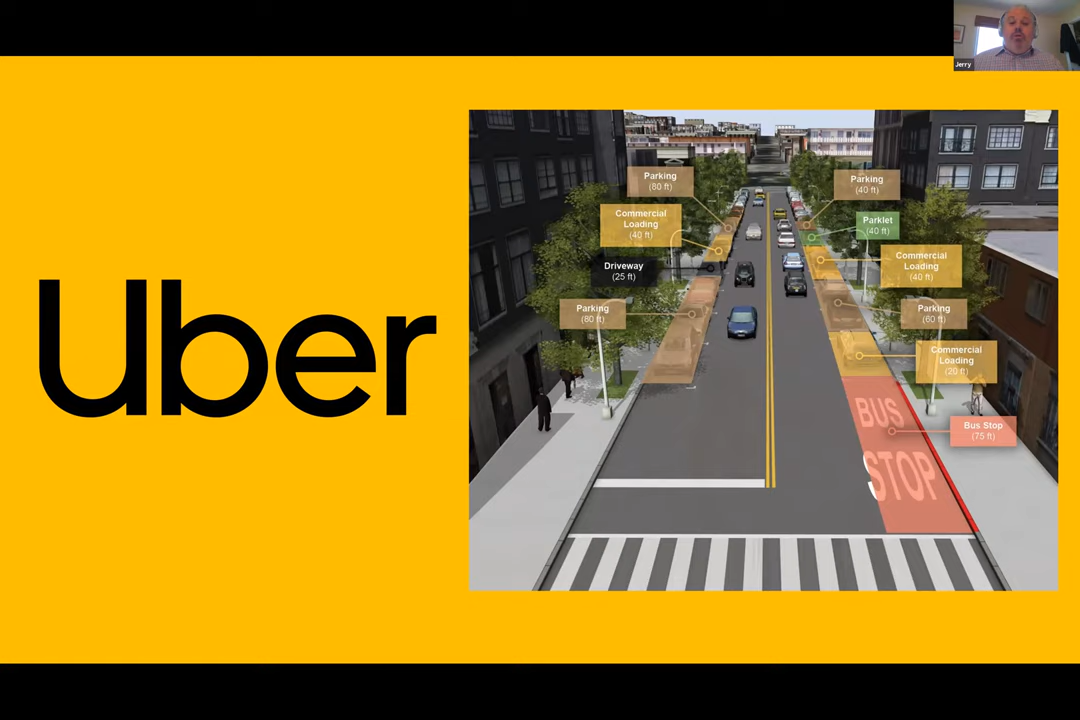 Jerry
Uber
Parking
(80 ft)
Commercial
Loading
(40 ft)
Driveway
(25 ft)
Parking
(80 ft)
Parking
(40 ft)
Parklet
(40 ft)
Commercial
Loading
(40 ft)
Parking
(60 ft)
Commercial
Loading
(20 ft)
Bus Stop
(75 ft)
BUS
STOP